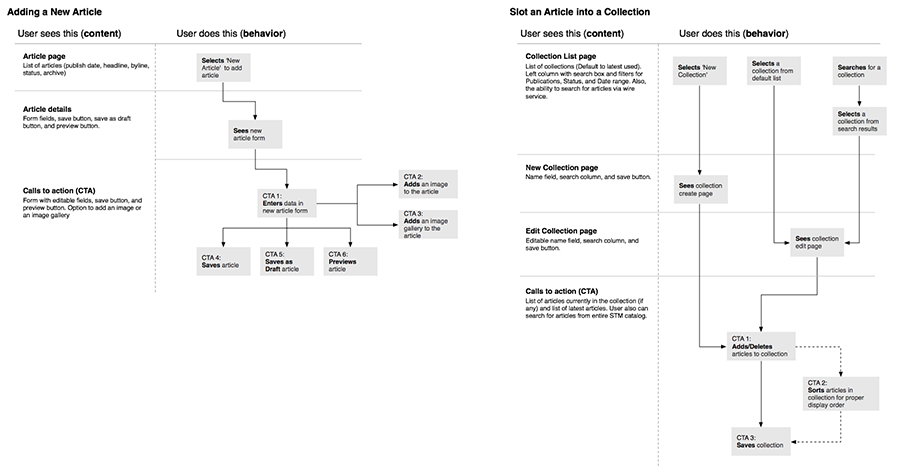 Adding a New Article
User sees this (content)
User does this (behavior)
Article page
List of articles (publish date, headline, byline,
status, archive)
Selects 'New
Article' to add
article
Article details
Form fields, save button, save as draft
button, and preview button.
Sees new
article form
Calls to action (CTA)
Form with editable fields, save button, and
preview button. Option to add an image or
an image gallery
CTA 1:
Enters data in
new article form
CTA 2:
Adds an image
to the article
CTA 3:
Adds an image
gallery to the
article
CTA 4:
Saves article
CTA 5:
Saves as
Draft article
CTA 6:
Previews
article
Slot an Article into a Collection
User sees this (content)
User does this (behavior)
Collection List page
List of collections (Default to latest used).
Left column with search box and filters for
Publications, Status, and Date range. Also,
the ability to search for articles via wire
service.
Selects 'New
Collection'
Selects a
collection from
default list
Searches for a
collection
Selects a
collection from
search results
New Collection page
Name field, search column, and save button.
Sees collection
create page
Edit Collection page
Editable name field, search column, and
save button.
Sees collection
edit page
Calls to action (CTA)
List of articles currently in the collection (if
any) and list of latest articles. User also can
search for articles from entire STM catalog.
CTA 1:
Adds/Deletes
articles to collection
CTA 2:
Sorts articles in
collection for proper
display order
CTA 3:
Saves collection